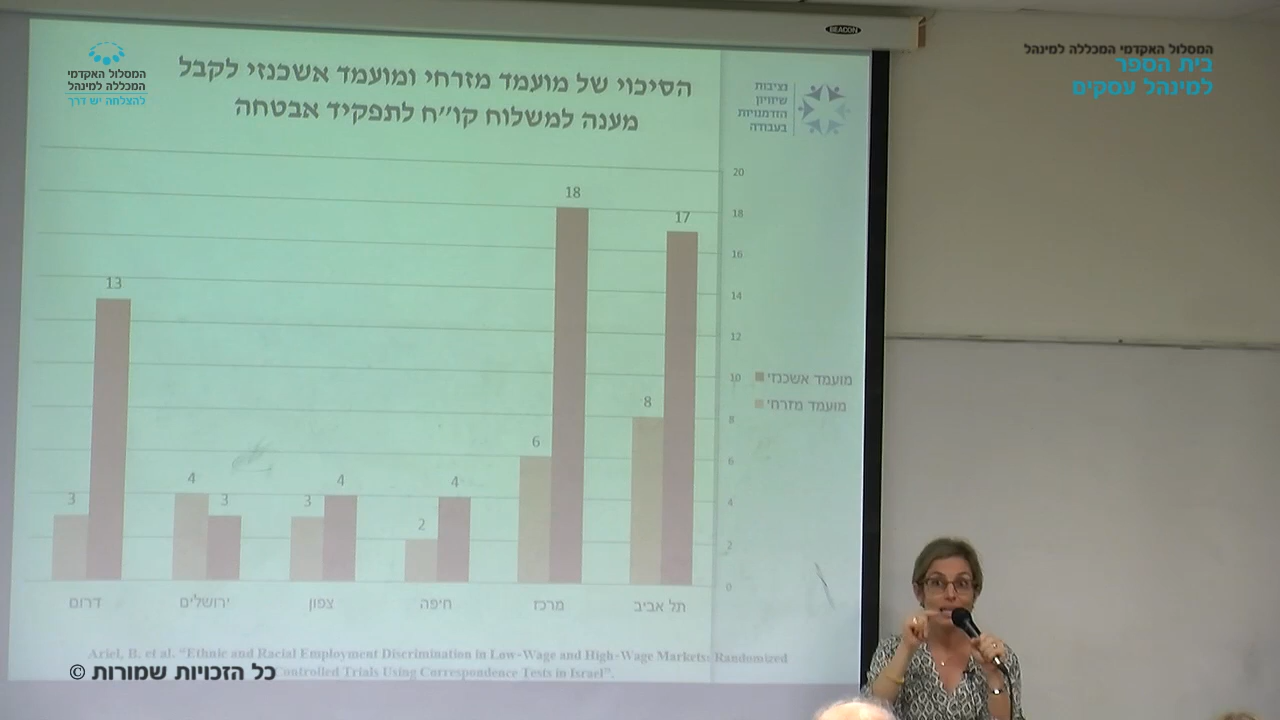 BEACON
המסלול האקדמי המכללה למינהל
בית הספר
למינהל עסקים
המסלול האקדמי
המכללה למינהל
להצלחה יש דרך
נציבות
שיוויון
הזדמנויות
בעבודה
הסיכוי של מועמד מזרחי ומועמד אשכנזי לקבל
מענה למשלוח קו״ח לתפקיד אבטחה
20
18
16
14
12
10
8
6
4
2
0
17
8
18
6
4
2
4
3
3
4
13
3
מועמד אשכנזי
מועמד מזרחי
תל אביב
מרכז
חיפה
צפון
ירושלים
דרום
Ariel, B. et al. “Ethnic and Racial Employment Discrimination in Low-Wage and High-Wage Markets: Randomized
Controlled Trials Using Correspondence Tests in Israel”.
כל הזכויות שמורות ©